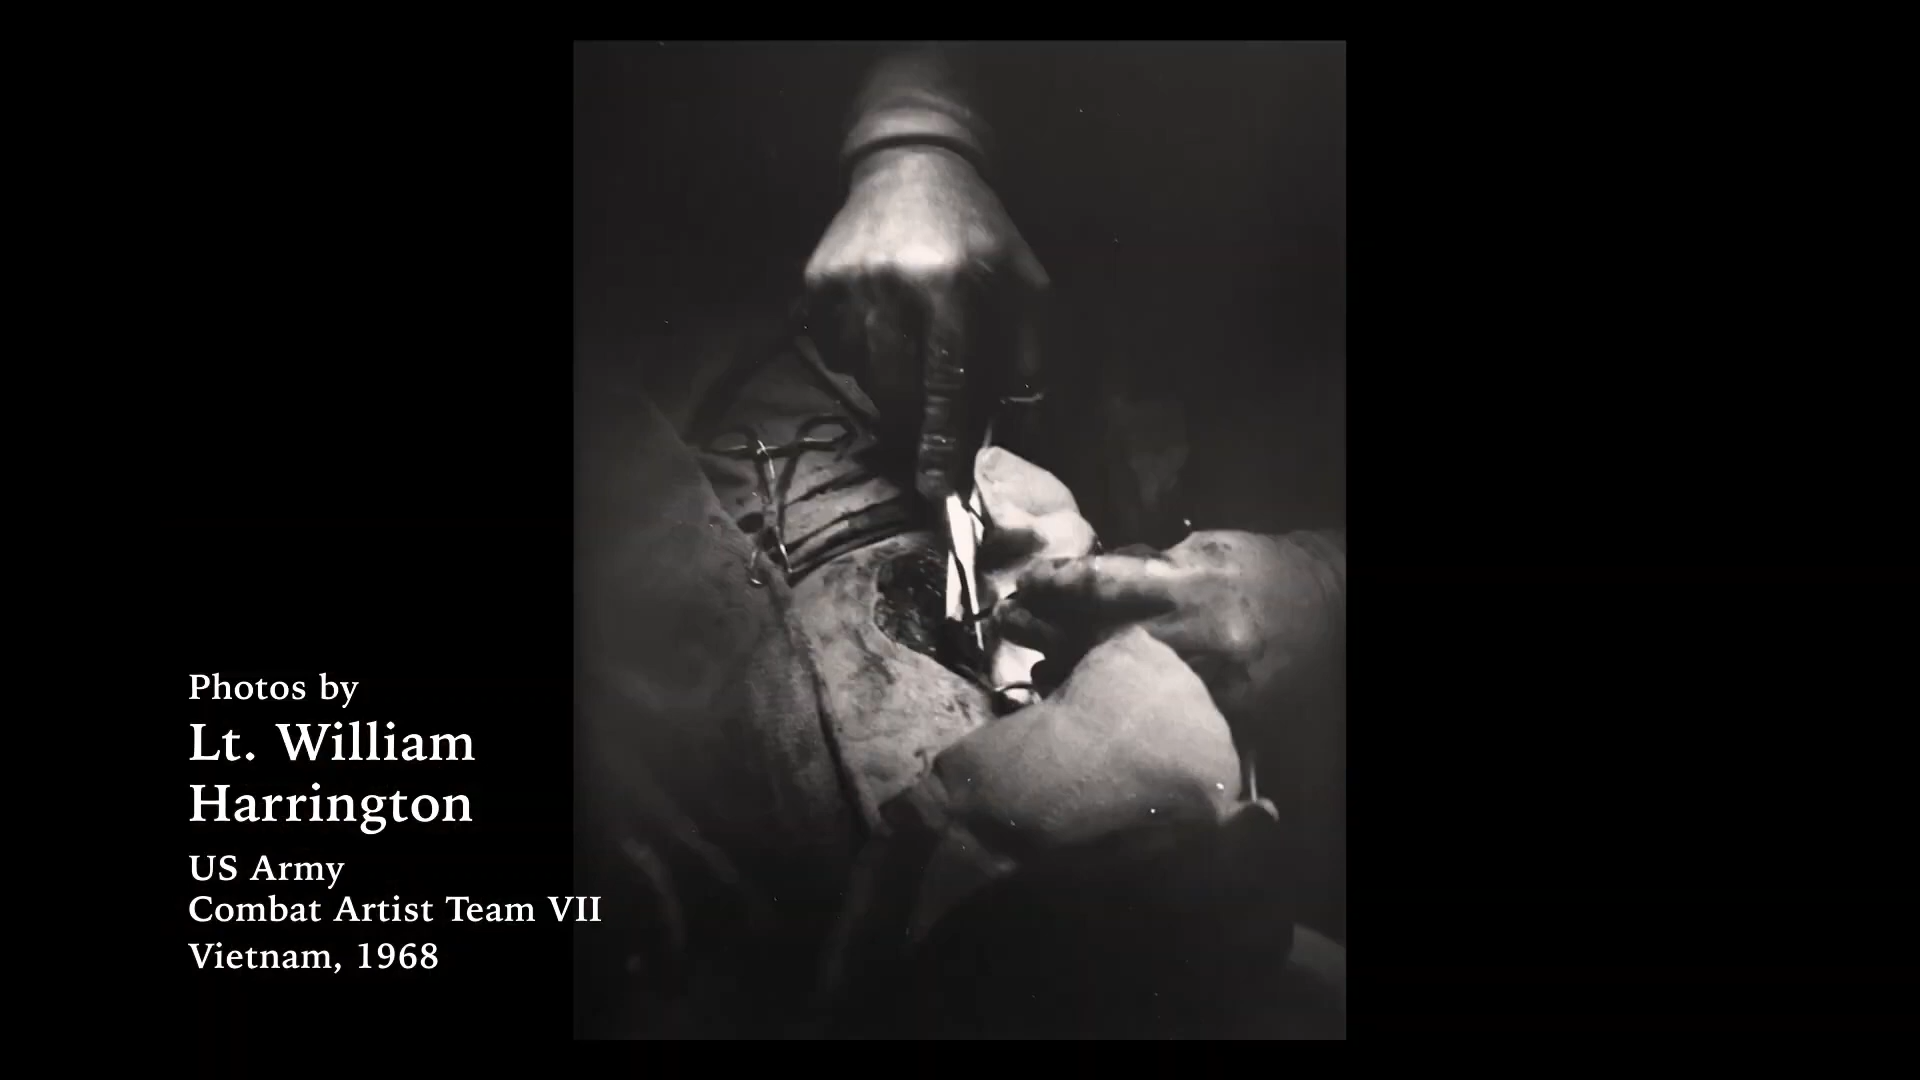 Photos by
Lt. William
Harrington
US Army
Combat Artist Team VII
Vietnam, 1968